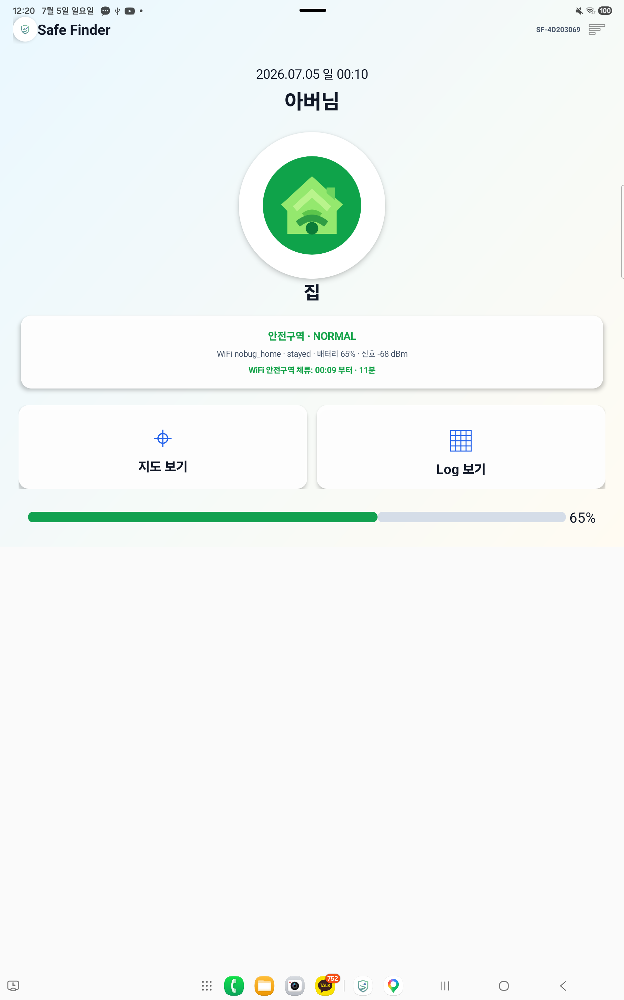 12:20 7월 5일 일요일 100
Safe Finder SF-4D203069
2026.07.05 일 00:10
아버님
집
안전구역 · NORMAL
WiFi nobug_home · stayed · 배터리 65% · 신호 -68 dBm
WiFi 안전구역 체류: 00:09 부터 · 11분
지도 보기
Log 보기
65%
752
TALK